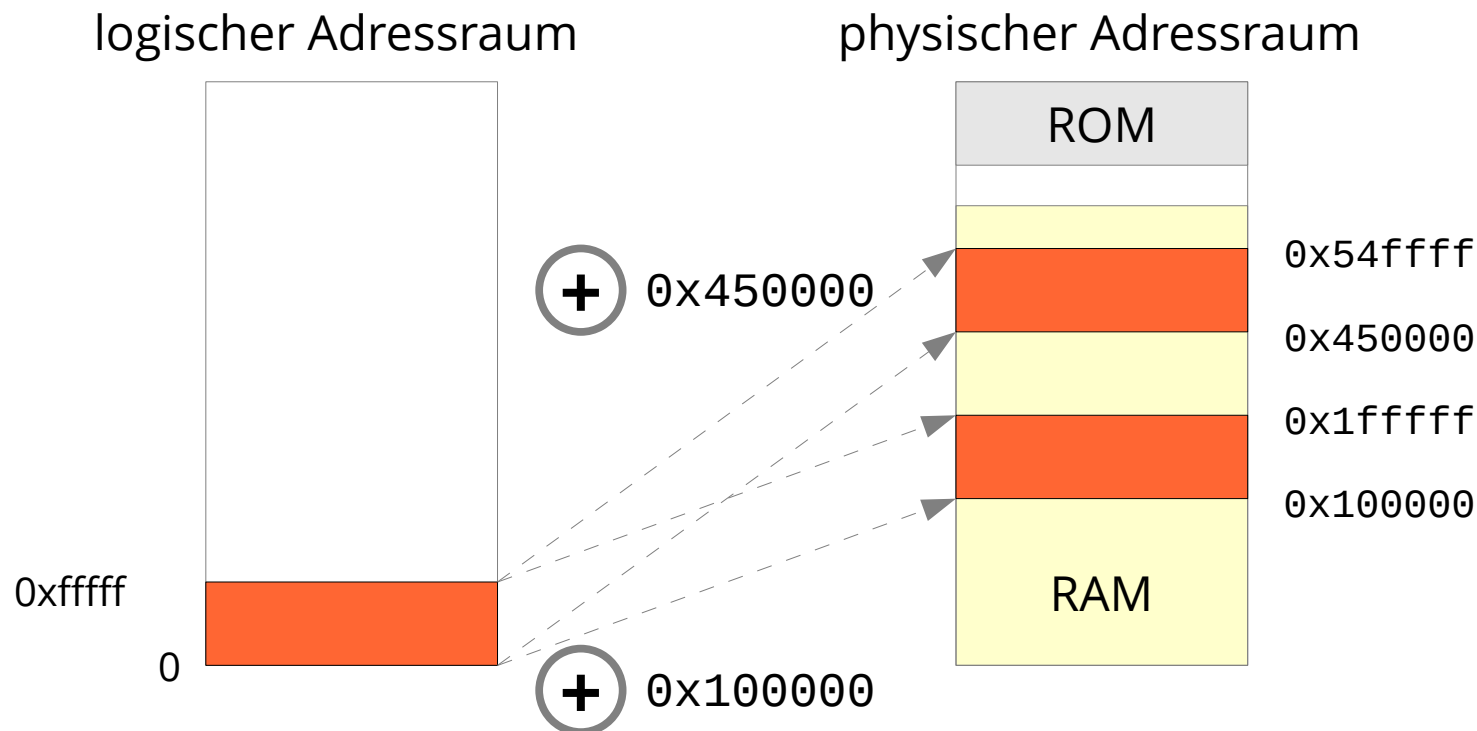 logischer Adressraum
physischer Adressraum
ROM
+ 0x450000
0x54ffff
0x450000
0x1fffff
0x100000
0xfffff
RAM
0
+ 0x100000